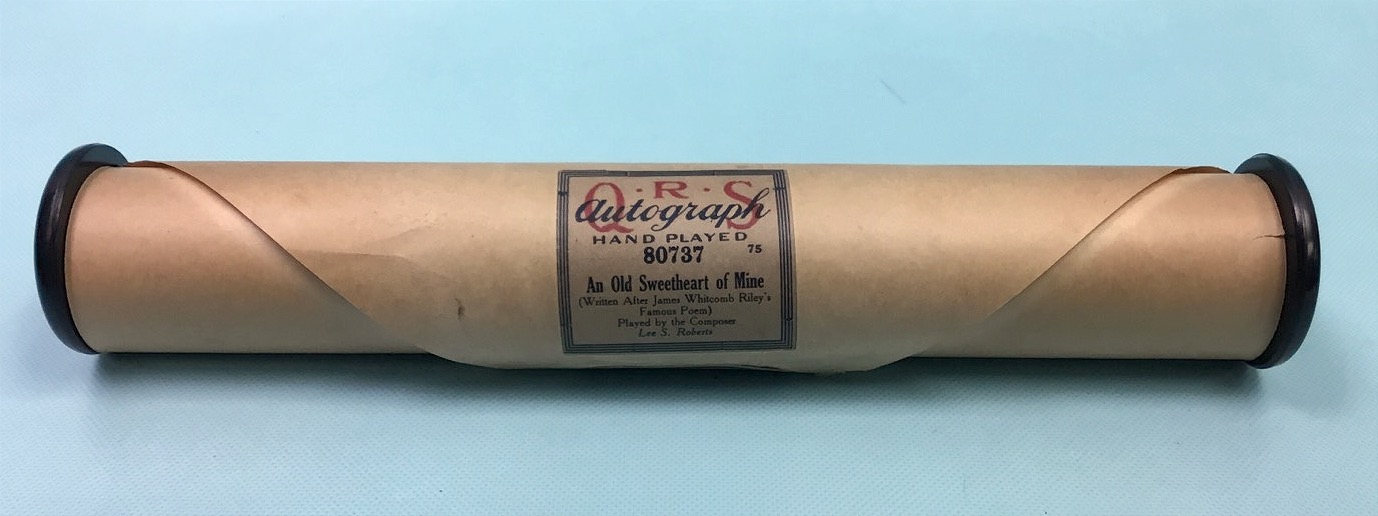 Q·R·S
Autograph
HAND PLAYED
80737 75
An Old Sweetheart of Mine
(Written After James Whitcomb Riley's
Famous Poem)
Played by the Composer
Lee S. Roberts